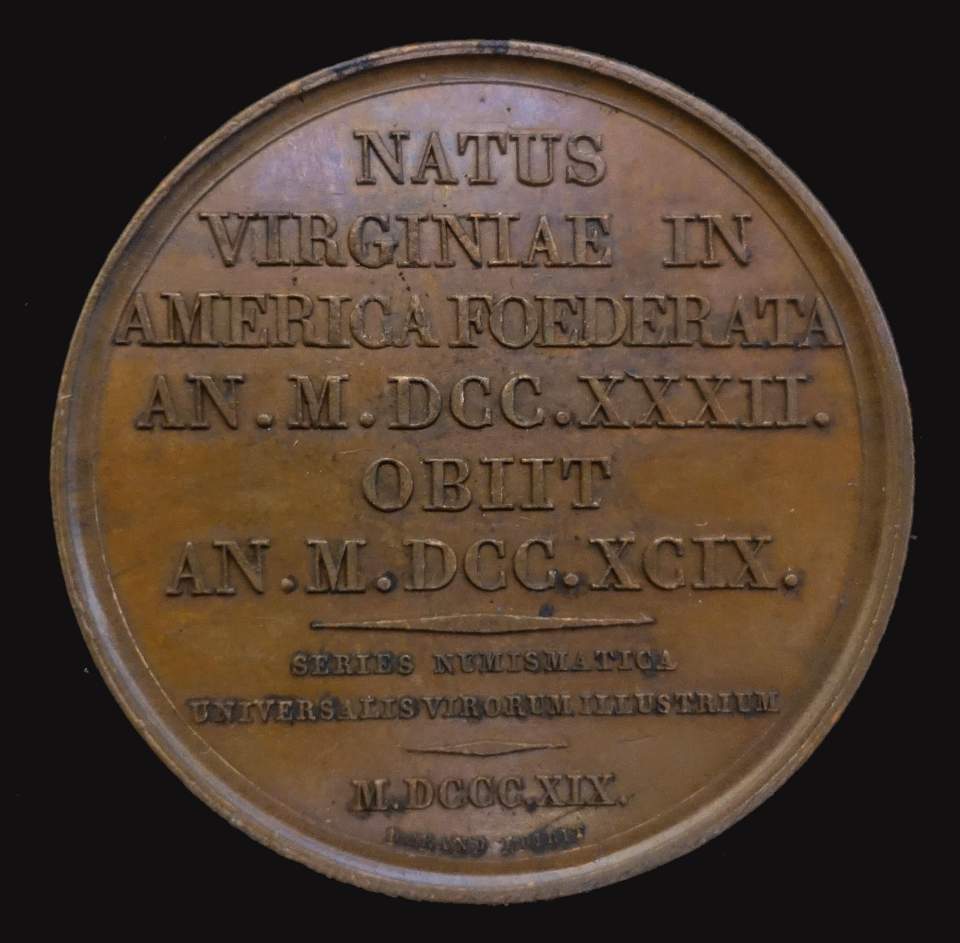 NATUS
VIRGINIAE IN
AMERICA FOEDERATA
AN. M. DCC. XXXII.
OBIIT
AN. M. DCC. XCIX.
SERIES NUMISMATICA
UNIVERSALIS VIRORUM ILLUSTRIUM
M.DCCC.XIX.